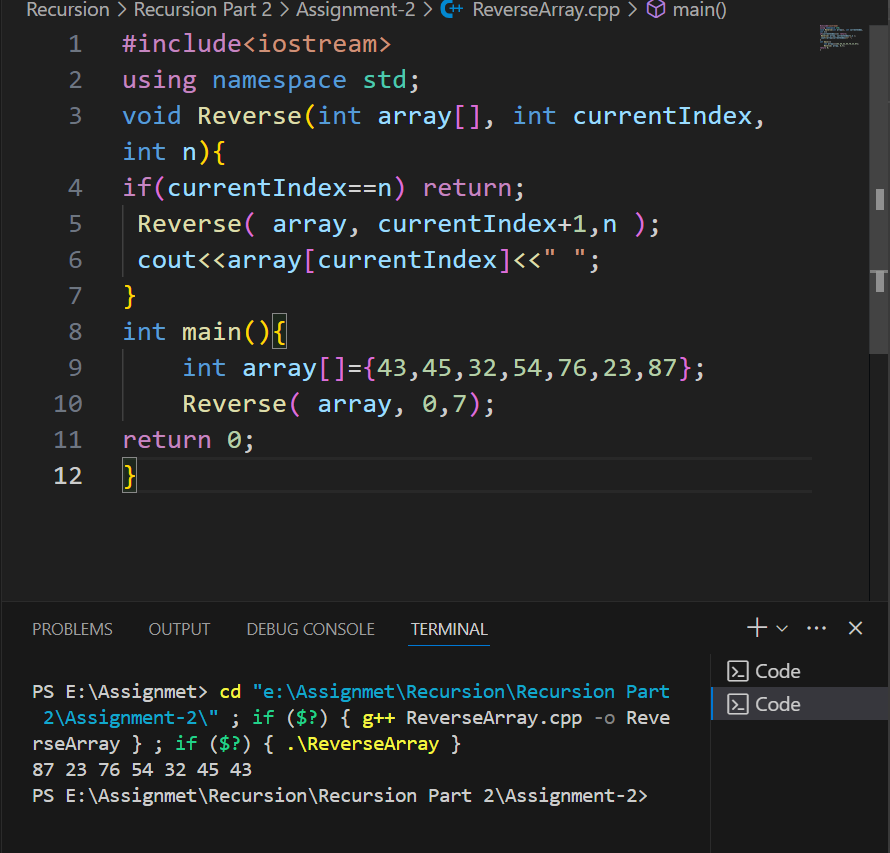 Recursion > Recursion Part 2 > Assignment-2 > ReverseArray.cpp > main()
1 #include<iostream>
2 using namespace std;
3 void Reverse(int array[], int currentIndex,
int n){
4 if(currentIndex==n) return;
5 Reverse( array, currentIndex+1,n );
6 cout<<array[currentIndex]<<" ";
7 }
8 int main(){
9 int array[]={43,45,32,54,76,23,87};
10 Reverse( array, 0,7);
11 return 0;
12 }
PROBLEMS OUTPUT DEBUG CONSOLE TERMINAL
Code
Code
PS E:\Assignmet> cd "e:\Assignmet\Recursion\Recursion Part
2\Assignment-2\" ; if ($?) { g++ ReverseArray.cpp -o Reve
rseArray } ; if ($?) { .\ReverseArray }
87 23 76 54 32 45 43
PS E:\Assignmet\Recursion\Recursion Part 2\Assignment-2>